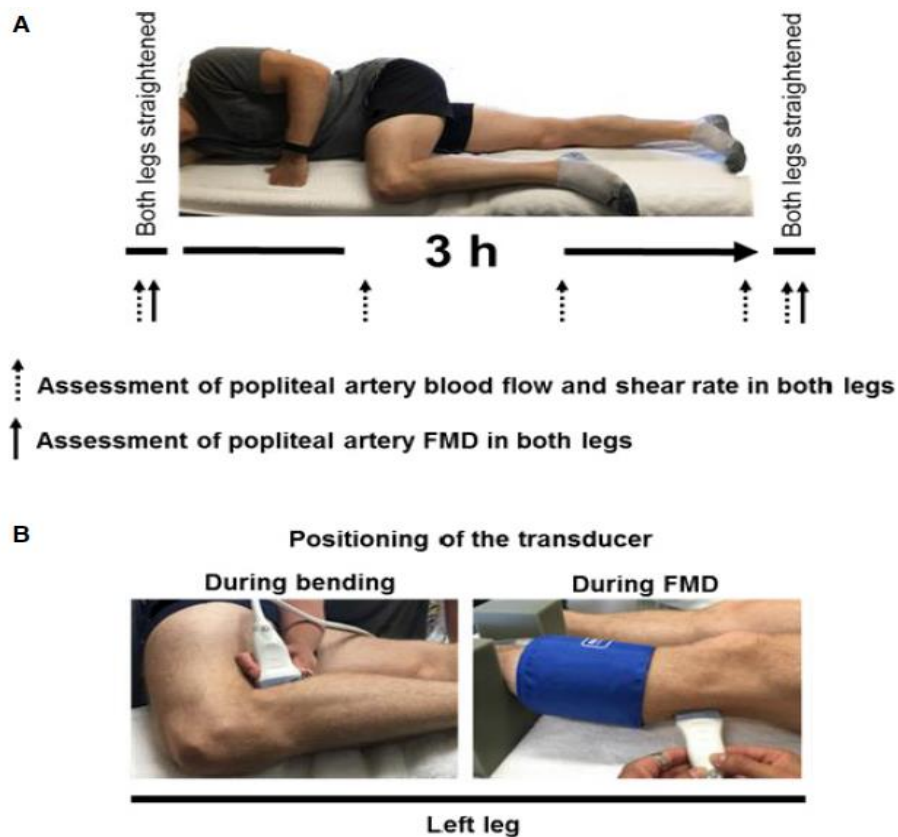 A
Both legs straightened
Both legs straightened
3 h
Assessment of popliteal artery blood flow and shear rate in both legs
Assessment of popliteal artery FMD in both legs
B
Positioning of the transducer
During bending
During FMD
Left leg